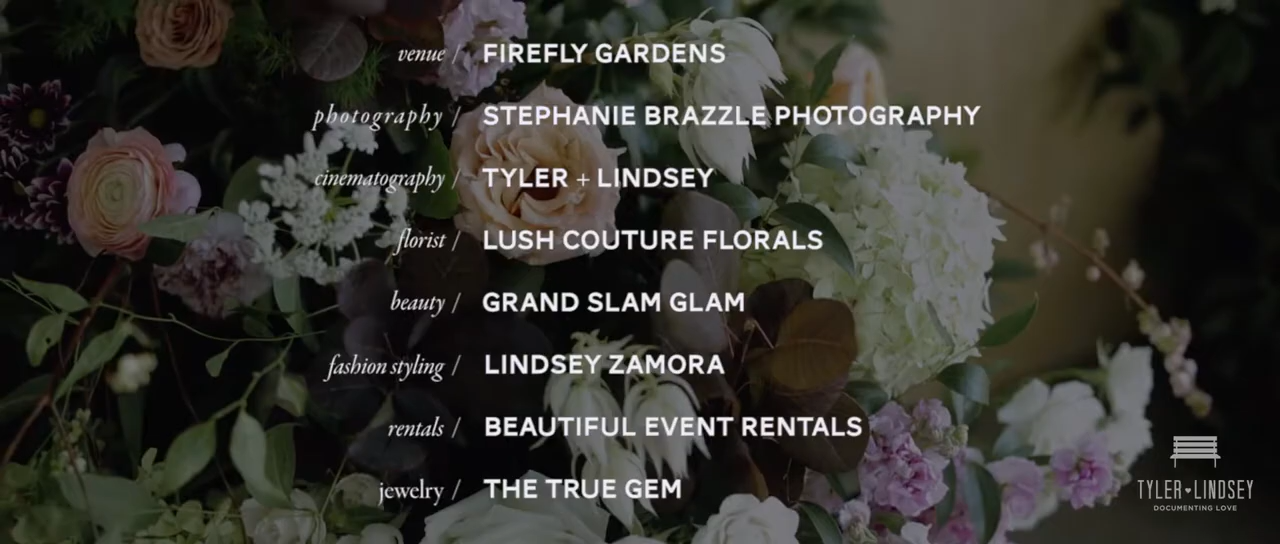 venue / FIREFLY GARDENS
photography / STEPHANIE BRAZZLE PHOTOGRAPHY
cinematography / TYLER + LINDSEY
florist / LUSH COUTURE FLORALS
beauty / GRAND SLAM GLAM
fashion styling / LINDSEY ZAMORA
rentals / BEAUTIFUL EVENT RENTALS
jewelry / THE TRUE GEM
TYLER♥LINDSEY
DOCUMENTING LOVE